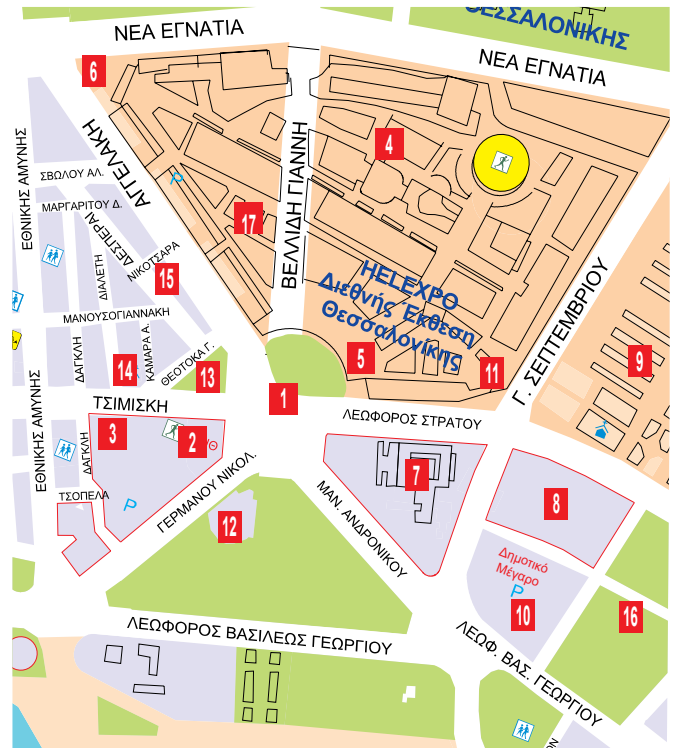 ΘΕΣΣΑΛΟΝΙΚΗΣ
ΝΕΑ ΕΓΝΑΤΙΑ
ΝΕΑ ΕΓΝΑΤΙΑ
6
ΑΓΓΕΛΑΚΗ
ΕΘΝΙΚΗΣ ΑΜΥΝΗΣ
4
ΒΕΛΛΙΔΗ ΓΙΑΝΝΗ
ΣΒΩΛΟΥ ΑΛ.
P
ΜΑΡΓΑΡΙΤΟΥ Δ.
ΔΕΣΠΕΡΑΙ
17
ΝΙΚΟΤΣΑΡΑ
ΔΙΑΛΕΤΗ
15
HELEXPO
Διεθνής Έκθεση
Θεσσαλονίκης
Γ. ΣΕΠΤΕΜΒΡΙΟΥ
ΜΑΝΟΥΣΟΓΙΑΝΝΑΚΗ
ΔΑΓΚΛΗ
ΚΑΜΑΡΑ Α.
ΘΕΟΤΟΚΑ Γ.
14
13
5
11
9
1
ΤΣΙΜΙΣΚΗ
ΛΕΩΦΟΡΟΣ ΣΤΡΑΤΟΥ
ΕΘΝΙΚΗΣ ΑΜΥΝΗΣ
3
2
Θ
ΔΑΓΚΛΗ
7
ΤΣΟΠΕΛΑ
P
ΓΕΡΜΑΝΟΥ ΝΙΚΟΛ.
ΜΑΝ. ΑΝΔΡΟΝΙΚΟΥ
8
12
Δημοτικό
Μέγαρο
P
10
16
ΛΕΩΦΟΡΟΣ ΒΑΣΙΛΕΩΣ ΓΕΩΡΓΙΟΥ
ΛΕΩΦ. ΒΑΣ. ΓΕΩΡΓΙΟΥ
ΟΝ